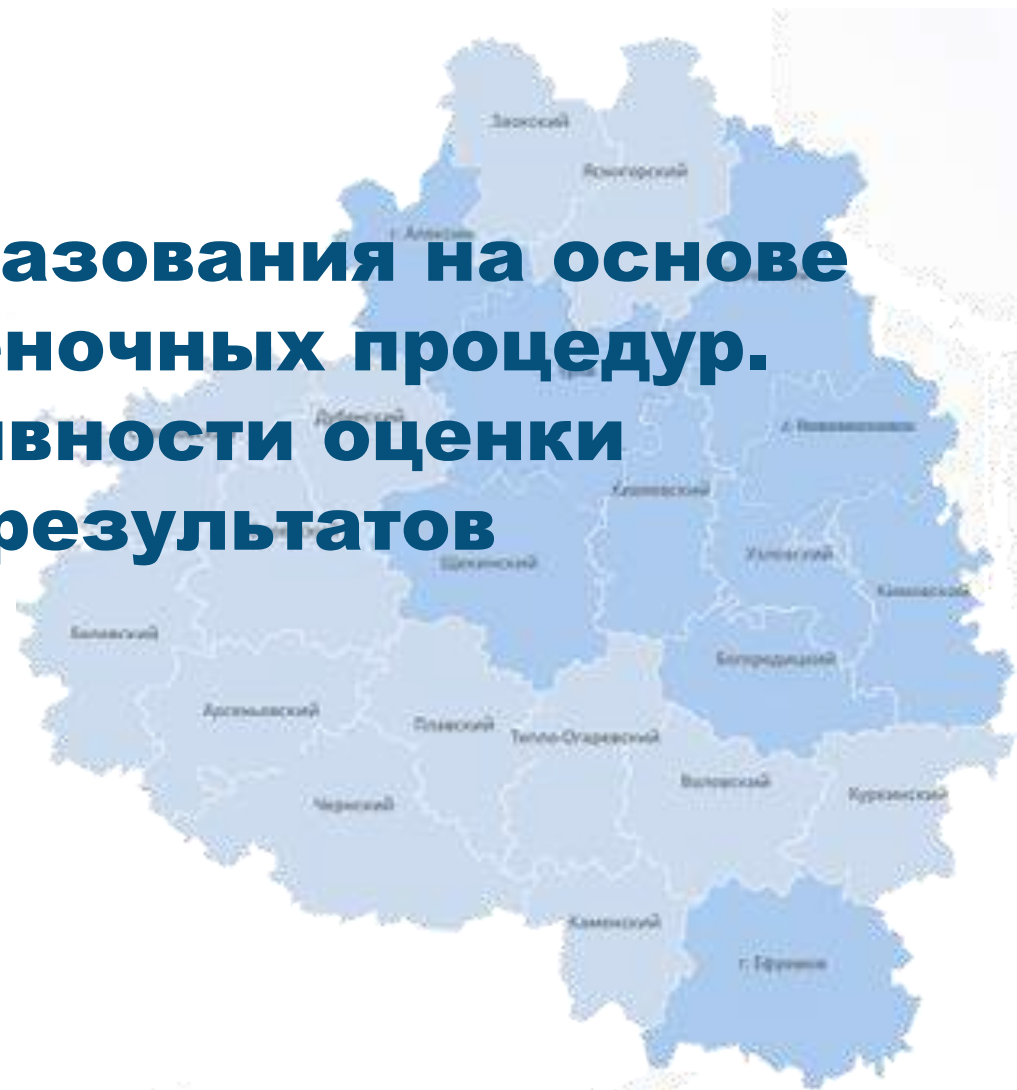 Заокский
Ясногорский
г. Алексин
азования на основе
ночных процедур.
Дубенский
г. Новомосковск
вности оценки
Киреевский
результатов
Узловский
Щекинский
Кимовский
Белевский
Богородицкий
Арсеньевский
Плавский
Тепло-Огаревский
Воловский
Куркинский
Чернский
Каменский
г. Ефремов